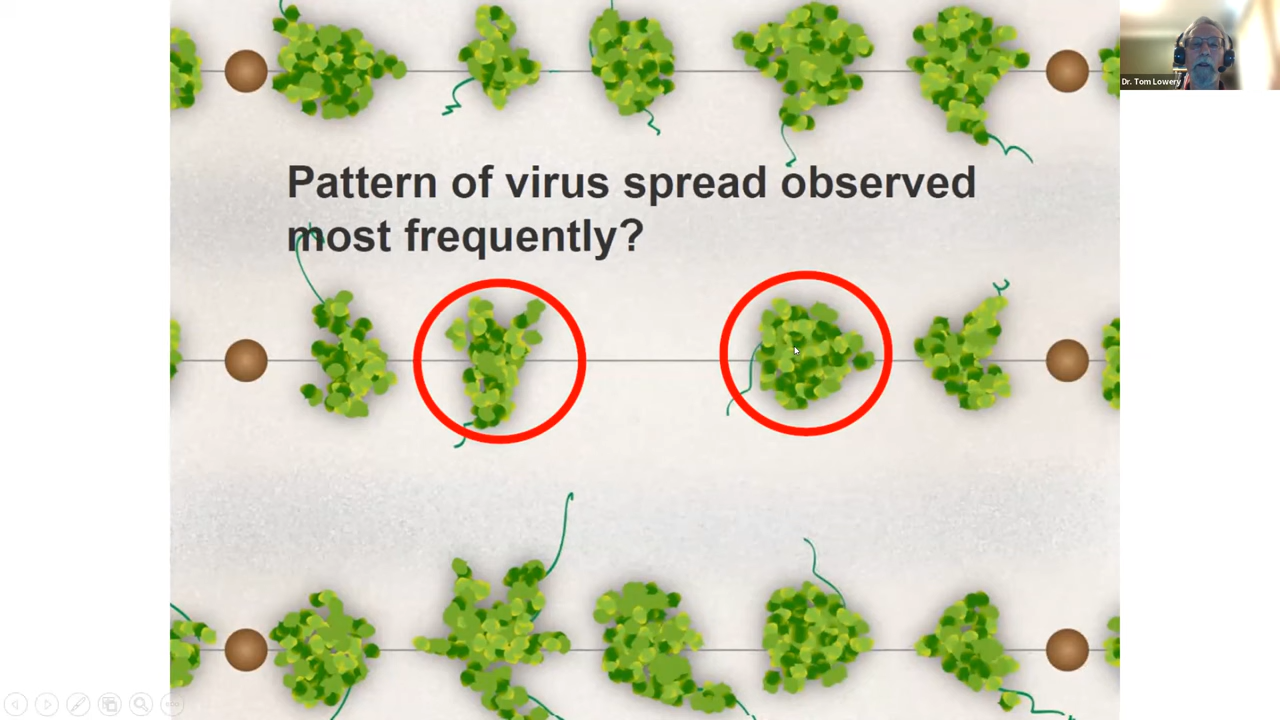 Dr. Tom Lowery
Pattern of virus spread observed
most frequently?